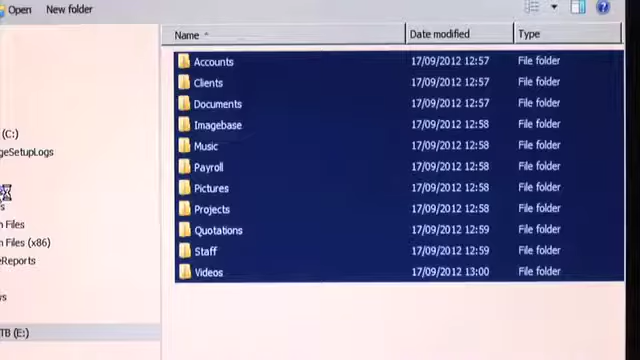 Open New folder
Name Date modified Type
Accounts 17/09/2012 12:57 File folder
Clients 17/09/2012 12:57 File folder
Documents 17/09/2012 12:57 File folder
(C:) Imagebase 17/09/2012 12:58 File folder
geSetupLogs Music 17/09/2012 12:58 File folder
Payroll 17/09/2012 12:58 File folder
Pictures 17/09/2012 12:58 File folder
s Projects 17/09/2012 12:58 File folder
n Files Quotations 17/09/2012 12:59 File folder
n Files (x86) Staff 17/09/2012 12:59 File folder
eReports Videos 17/09/2012 13:00 File folder
ws
TB (E:)